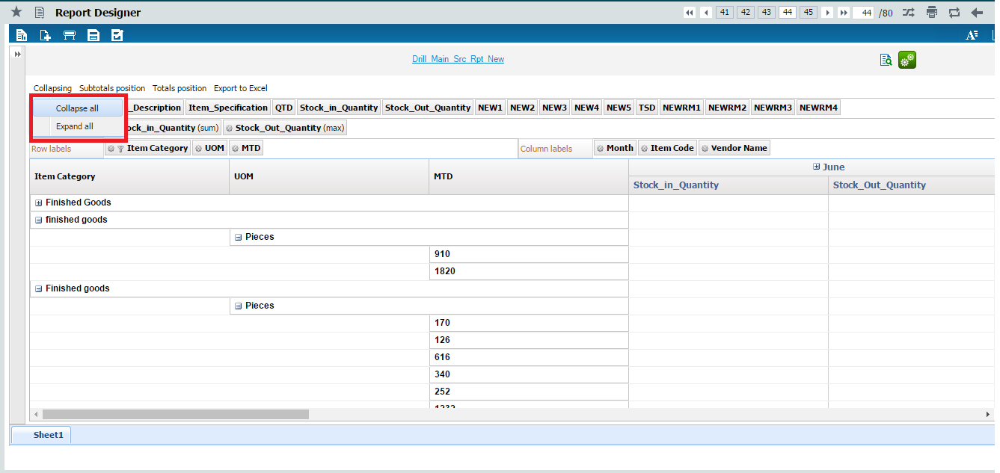 Report Designer
41 42 43 44 45 44 /80
Drill_Main_Src_Rpt_New
Collapsing Subtotals position Totals position Export to Excel
Collapse all
Expand all
_Description Item_Specification QTD Stock_in_Quantity Stock_Out_Quantity NEW1 NEW2 NEW3 NEW4 NEW5 TSD NEWRM1 NEWRM2 NEWRM3 NEWRM4
ock_in_Quantity (sum) Stock_Out_Quantity (max)
Row labels Item Category UOM MTD Column labels Month Item Code Vendor Name
Item Category UOM MTD June
Stock_in_Quantity Stock_Out_Quantity
Finished Goods
finished goods
Pieces
910
1820
Finished goods
Pieces
170
126
616
340
252
1232
Sheet1